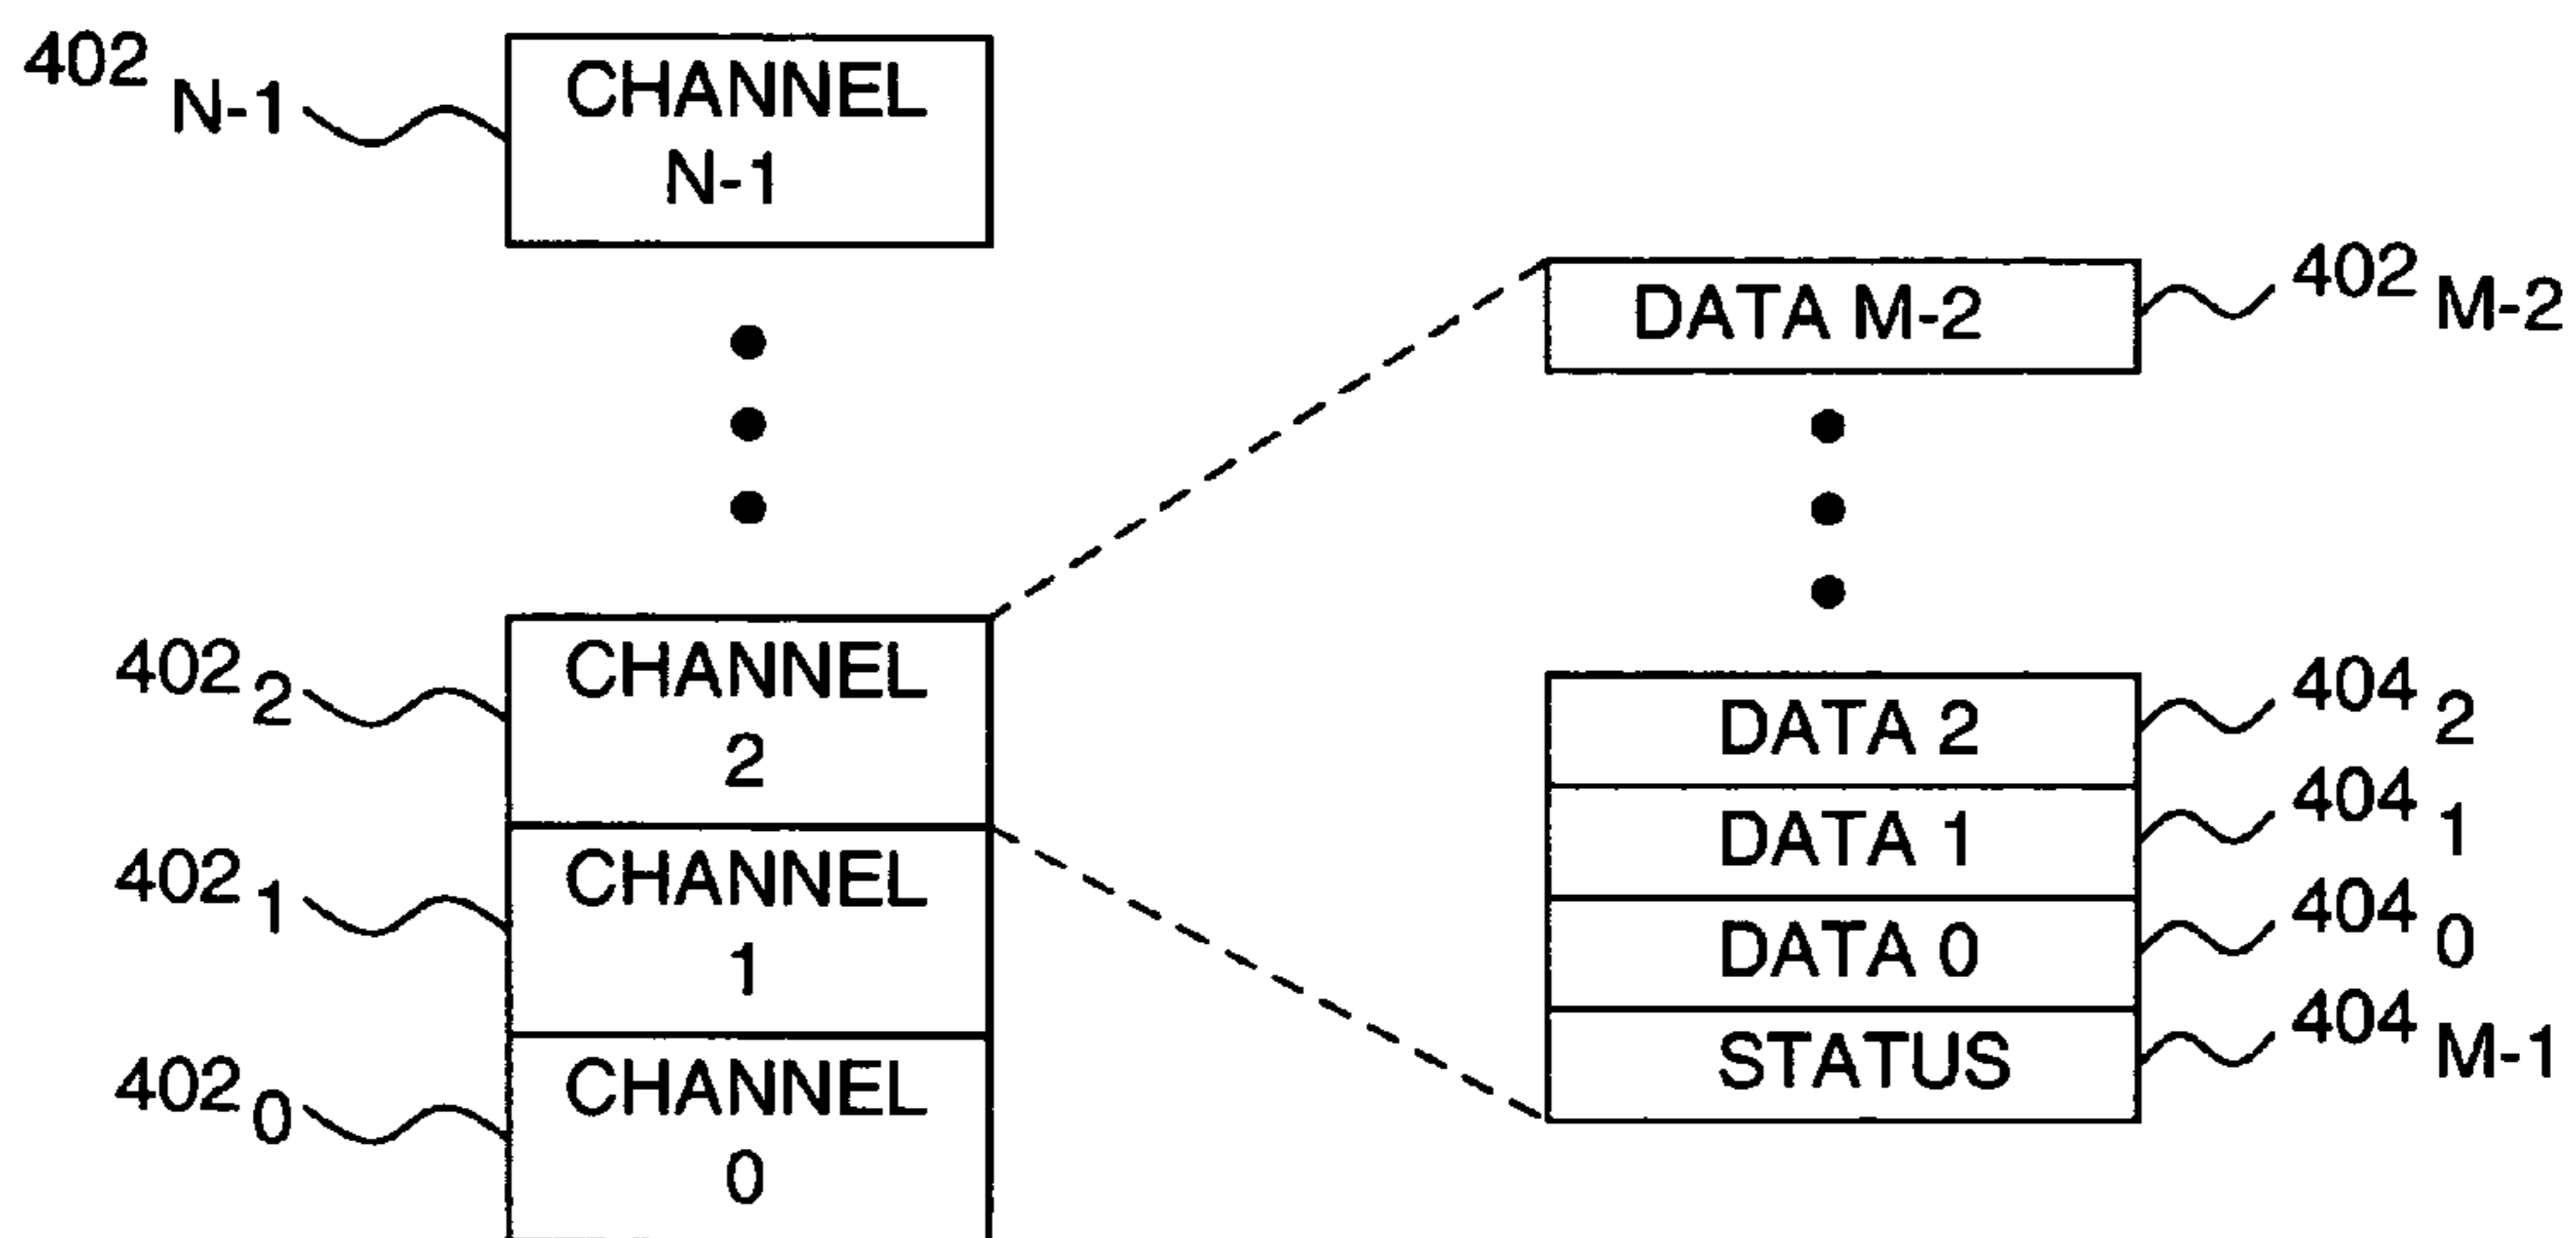 402 N-1
CHANNEL
N-1
DATA M-2
402 M-2
402 2
CHANNEL
2
DATA 2
404 2
402 1
CHANNEL
1
DATA 1
404 1
DATA 0
404 0
402 0
CHANNEL
0
STATUS
404 M-1